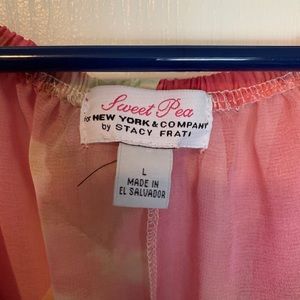 Sweet Pea
for NEW YORK & COMPANY
by STACY FRATI
L
MADE IN
EL SALVADOR